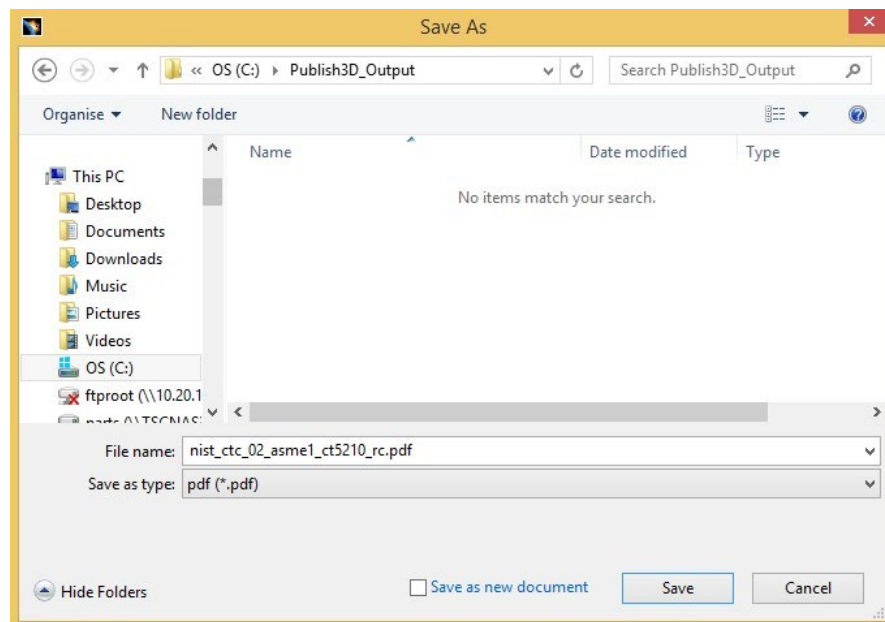 Save As
« OS (C:) ▸ Publish3D_Output
Search Publish3D_Output
Organise
New folder
Name
Date modified
Type
No items match your search.
This PC
Desktop
Documents
Downloads
Music
Pictures
Videos
OS (C:)
ftproot (\\10.20.1
File name: nist_ctc_02_asme1_ct5210_rc.pdf
Save as type: pdf (*.pdf)
Hide Folders
Save as new document
Save
Cancel